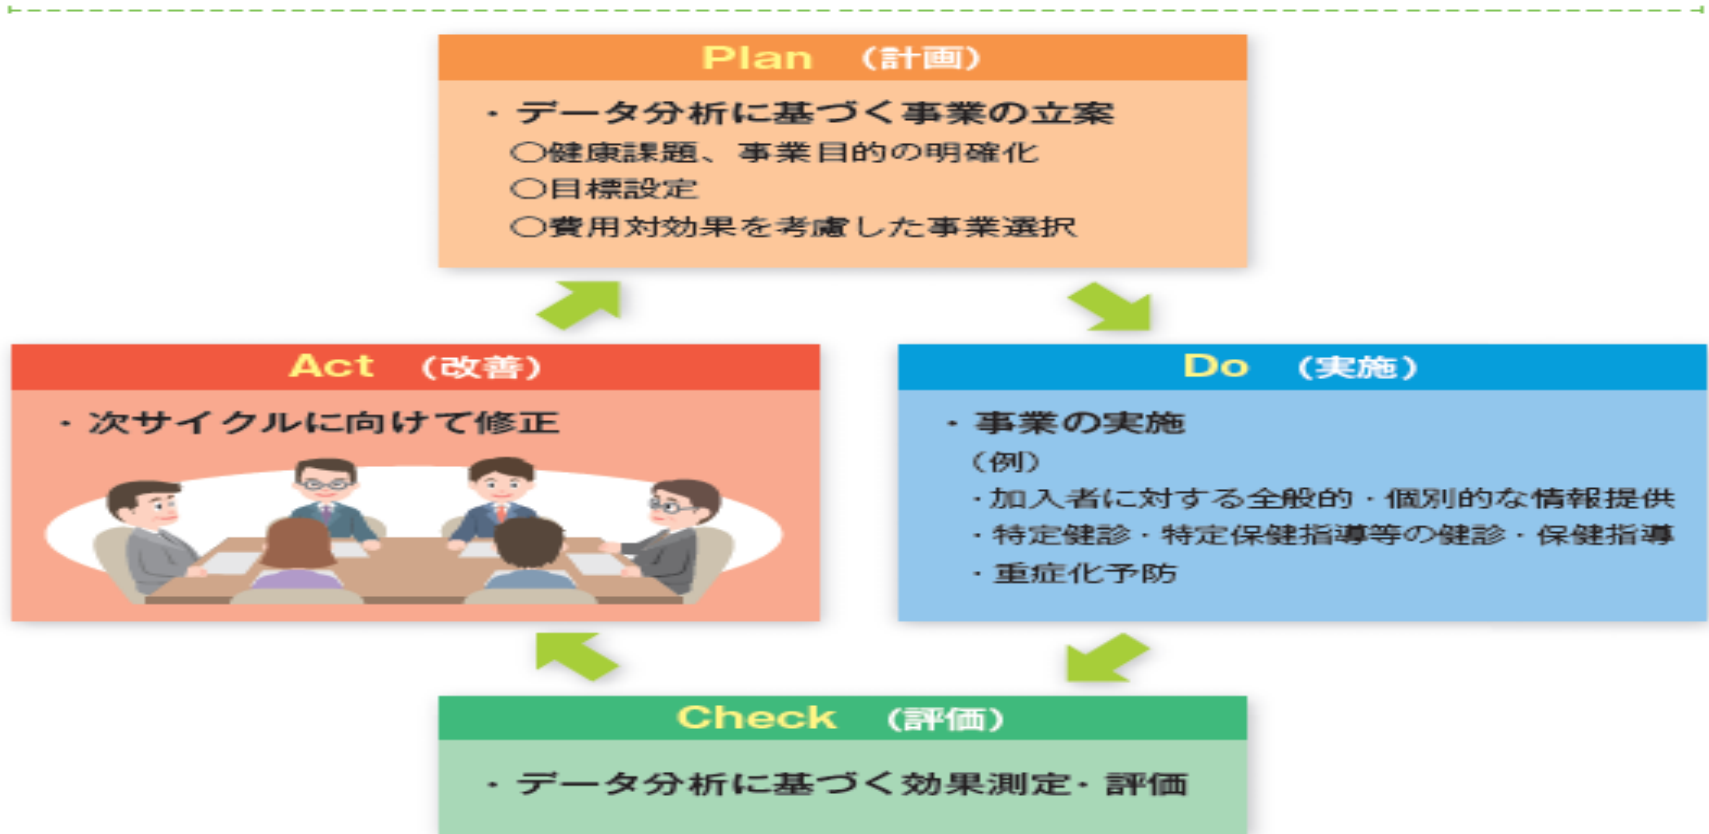 Plan （計画）
・データ分析に基づく事業の立案
○健康課題、事業目的の明確化
○目標設定
○費用対効果を考慮した事業選択
Act （改善）
・次サイクルに向けて修正
Do （実施）
・事業の実施
（例）
・加入者に対する全般的・個別的な情報提供
・特定健診・特定保健指導等の健診・保健指導
・重症化予防
Check （評価）
・データ分析に基づく効果測定・評価